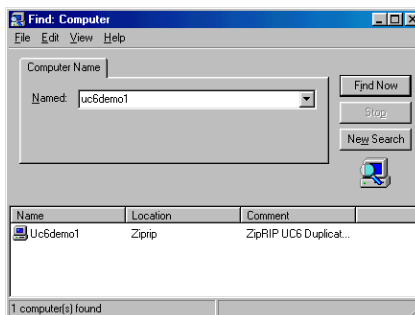 Find: Computer
File Edit View Help
Computer Name
Named: uc6demo1
Find Now
Stop
New Search
Name Location Comment
Uc6demo1 Ziprip ZipRIP UC6 Duplicat...
1 computer(s) found